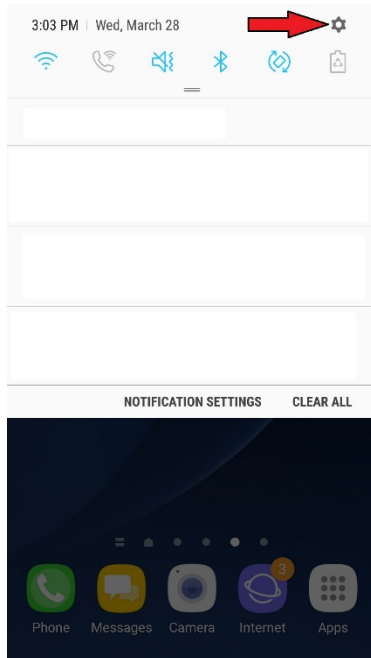 3:03 PM | Wed, March 28
NOTIFICATION SETTINGS CLEAR ALL
3
Phone Messages Camera Internet Apps